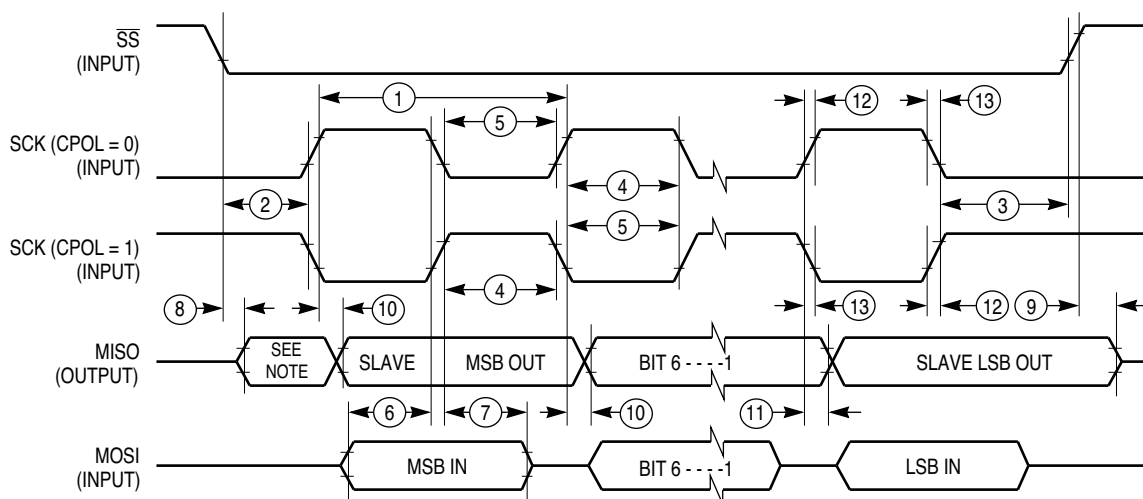 SS
(INPUT)
1
12
13
5
SCK (CPOL = 0)
(INPUT)
4
2
3
5
SCK (CPOL = 1)
(INPUT)
4
8
10
13
12
9
MISO
(OUTPUT)
SEE
NOTE
SLAVE
MSB OUT
BIT 6 - - - - 1
SLAVE LSB OUT
6
7
10
11
MOSI
(INPUT)
MSB IN
BIT 6 - - - - 1
LSB IN